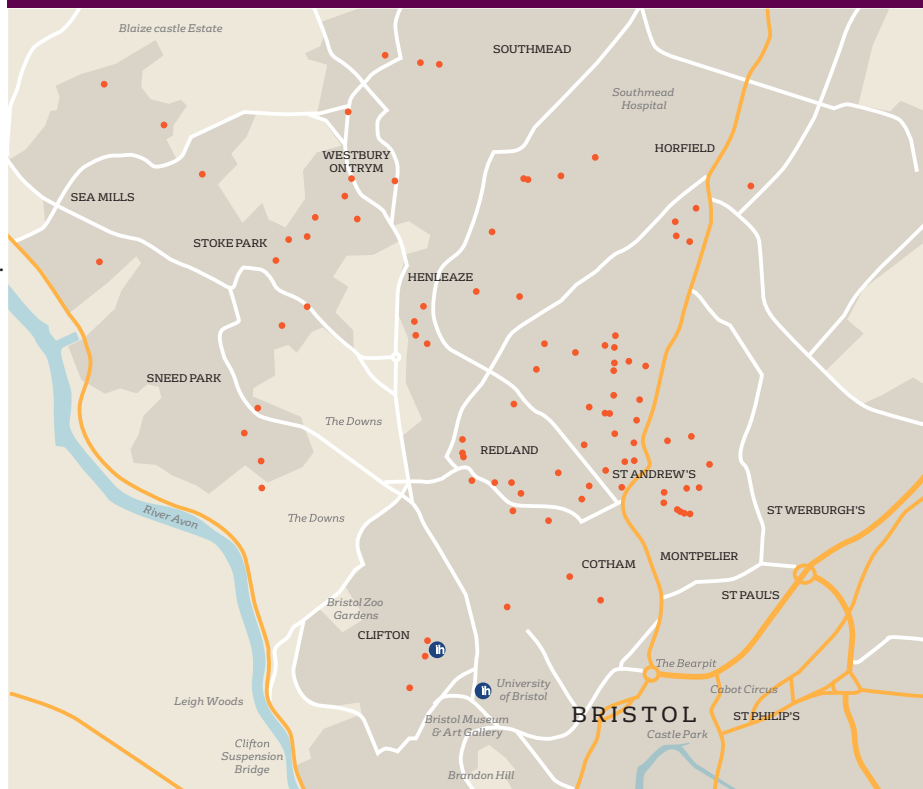 Blaize castle Estate
SOUTHMEAD
Southmead
Hospital
HORFIELD
WESTBURY
ON TRYM
SEA MILLS
STOKE PARK
HENLEAZE
SNEED PARK
The Downs
REDLAND
ST ANDREW'S
ST WERBURGH'S
River Avon
The Downs
MONTPELIER
COTHAM
ST PAUL'S
Bristol Zoo
Gardens
CLIFTON
ih
The Bearpit
University
of Bristol
ih
Cabot Circus
Leigh Woods
BRISTOL
ST PHILIP'S
Bristol Museum
& Art Gallery
Castle Park
Clifton
Suspension
Bridge
Brandon Hill